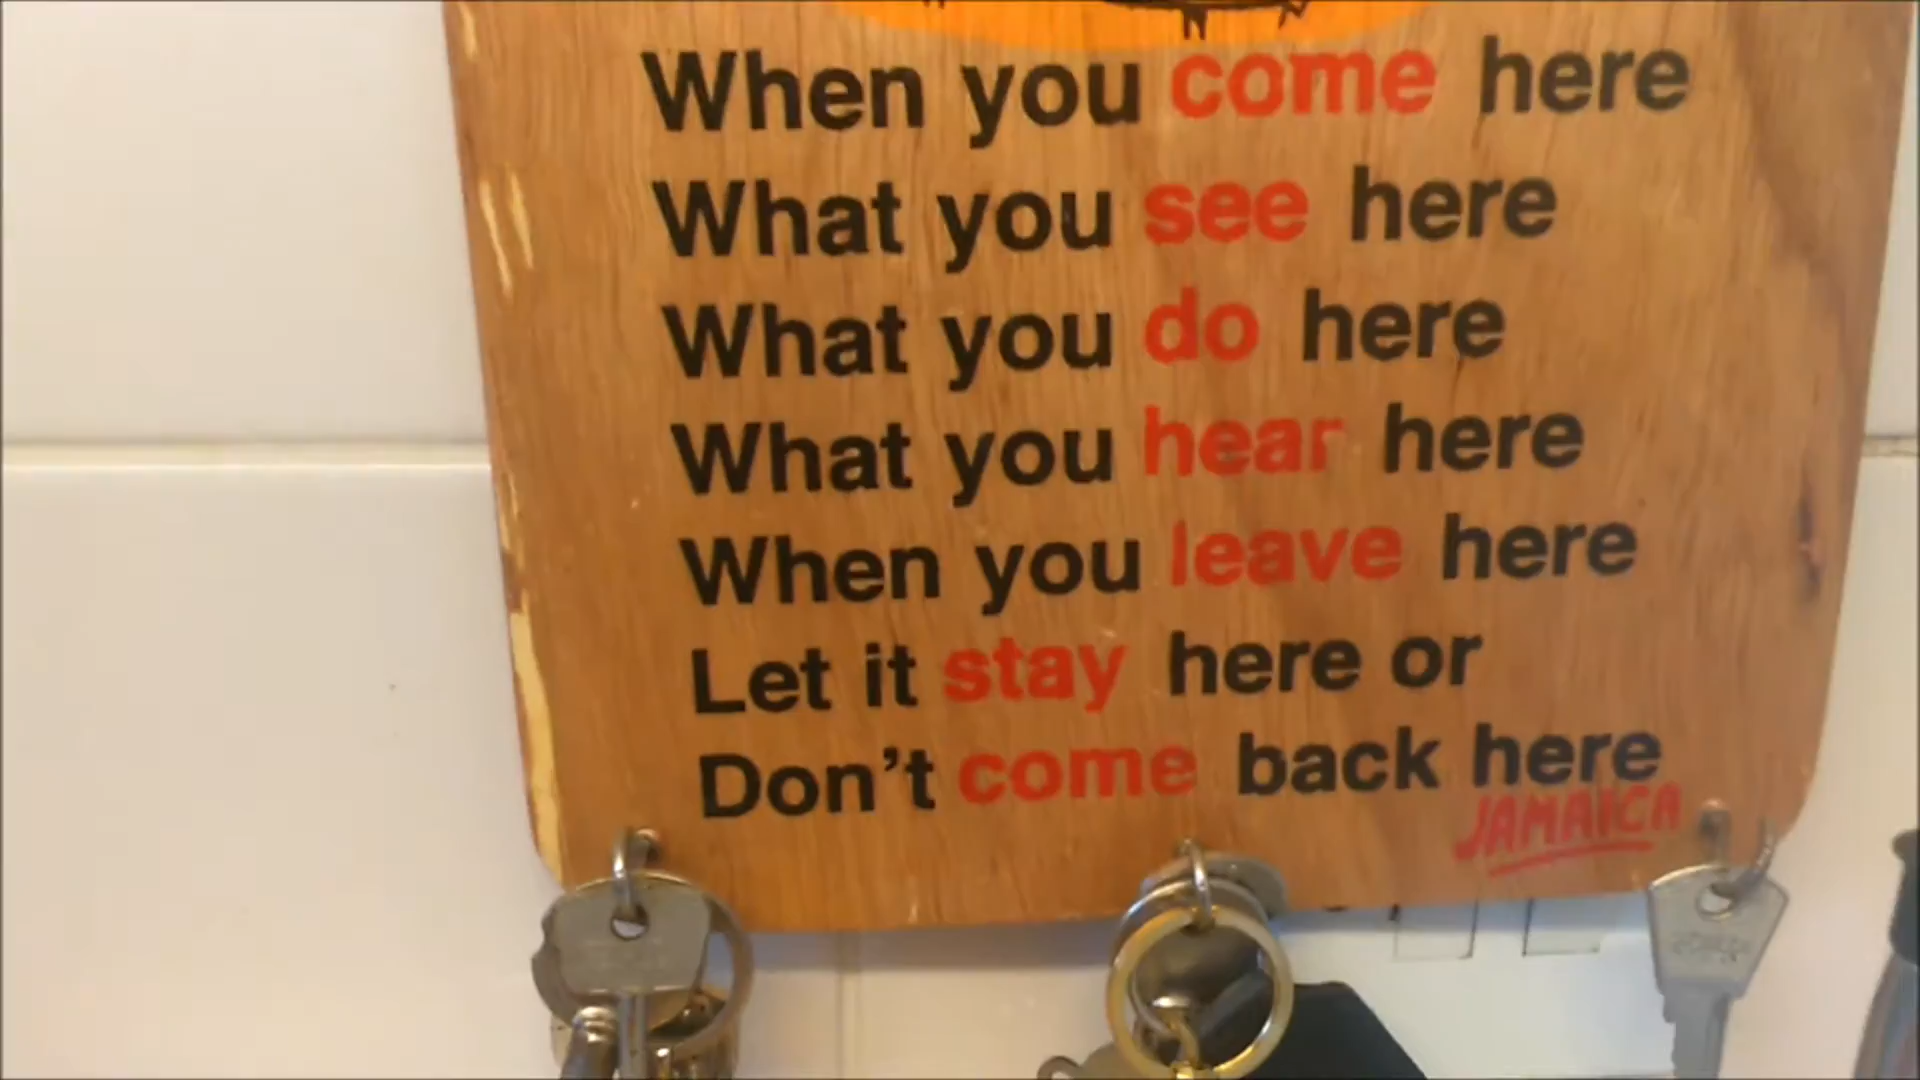 When you come here
What you see here
What you do here
What you hear here
When you leave here
Let it stay here or
Don't come back here
JAMAICA